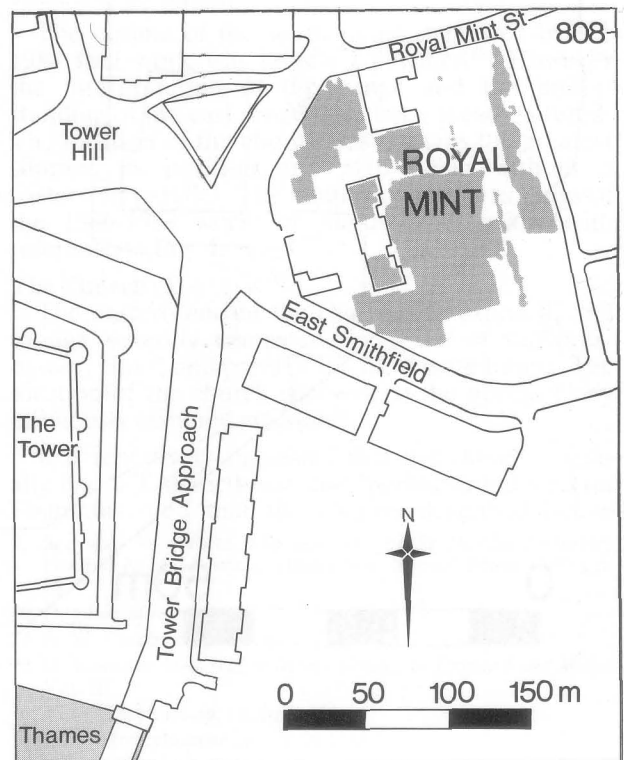 Royal Mint St
808
Tower
Hill
ROYAL
MINT
East Smithfield
The
Tower
Tower Bridge Approach
N
0 50 100 150 m
Thames